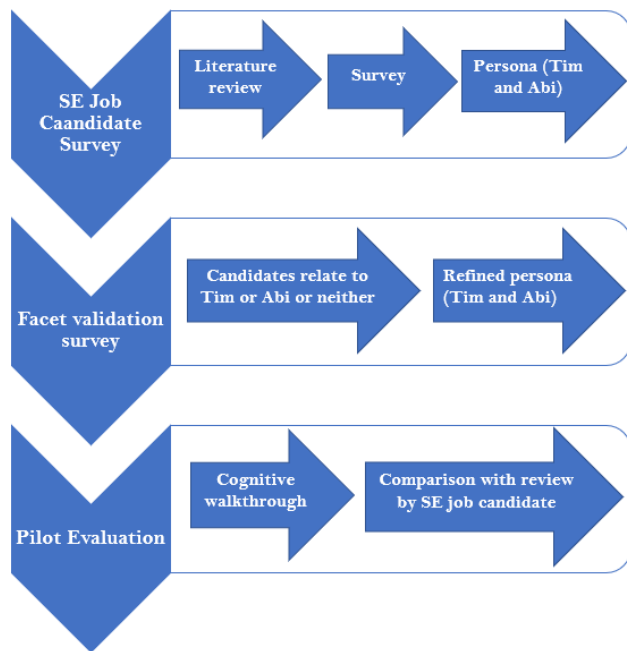 SE Job
Caandidate
Survey
Literature
review
Survey
Persona (Tim
and Abi)
Facet validation
survey
Candidates relate to
Tim or Abi or neither
Refined persona
(Tim and Abi)
Pilot Evaluation
Cognitive
walkthrough
Comparison with review
by SE job candidate